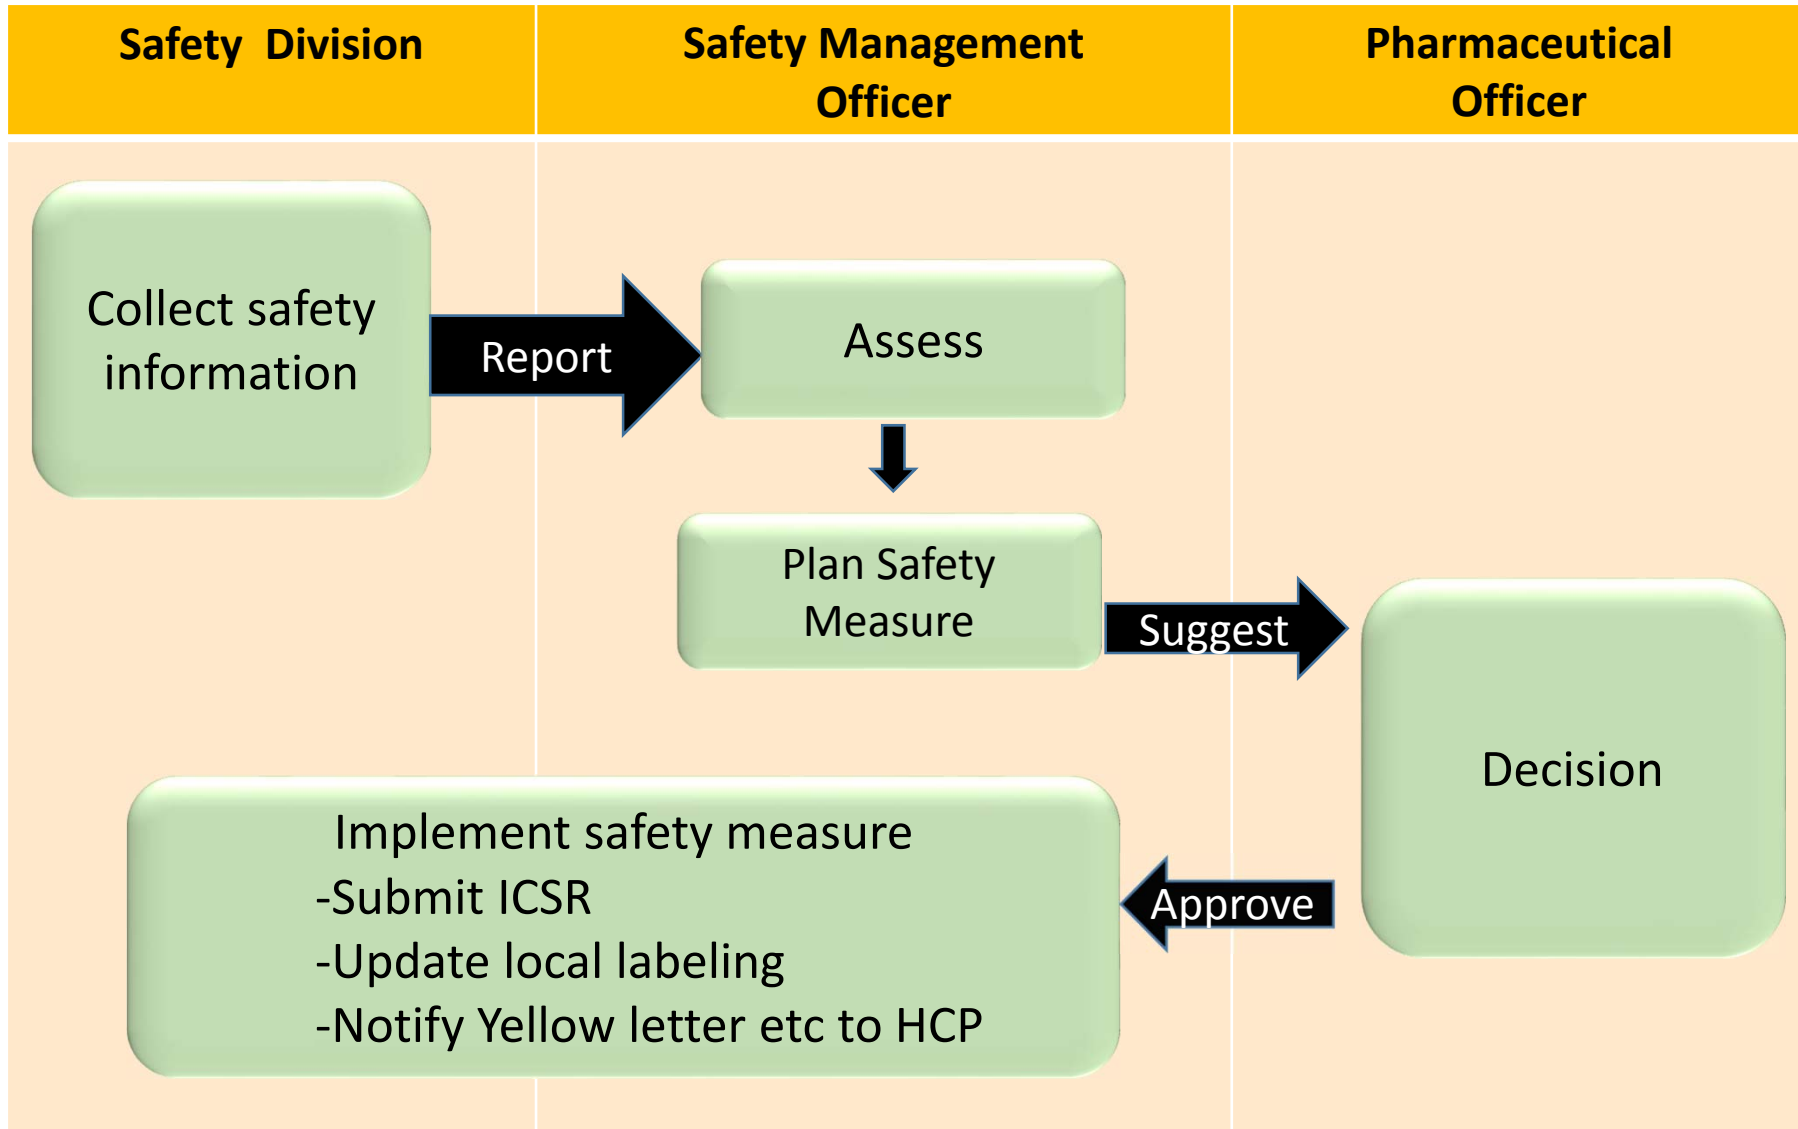 Safety  Division
Safety Management
Officer
Pharmaceutical
Officer
Collect safety
information
Report
Assess
Plan Safety
Measure
Suggest
Decision
Approve
Implement safety measure
-Submit ICSR
-Update local labeling
-Notify Yellow letter etc to HCP